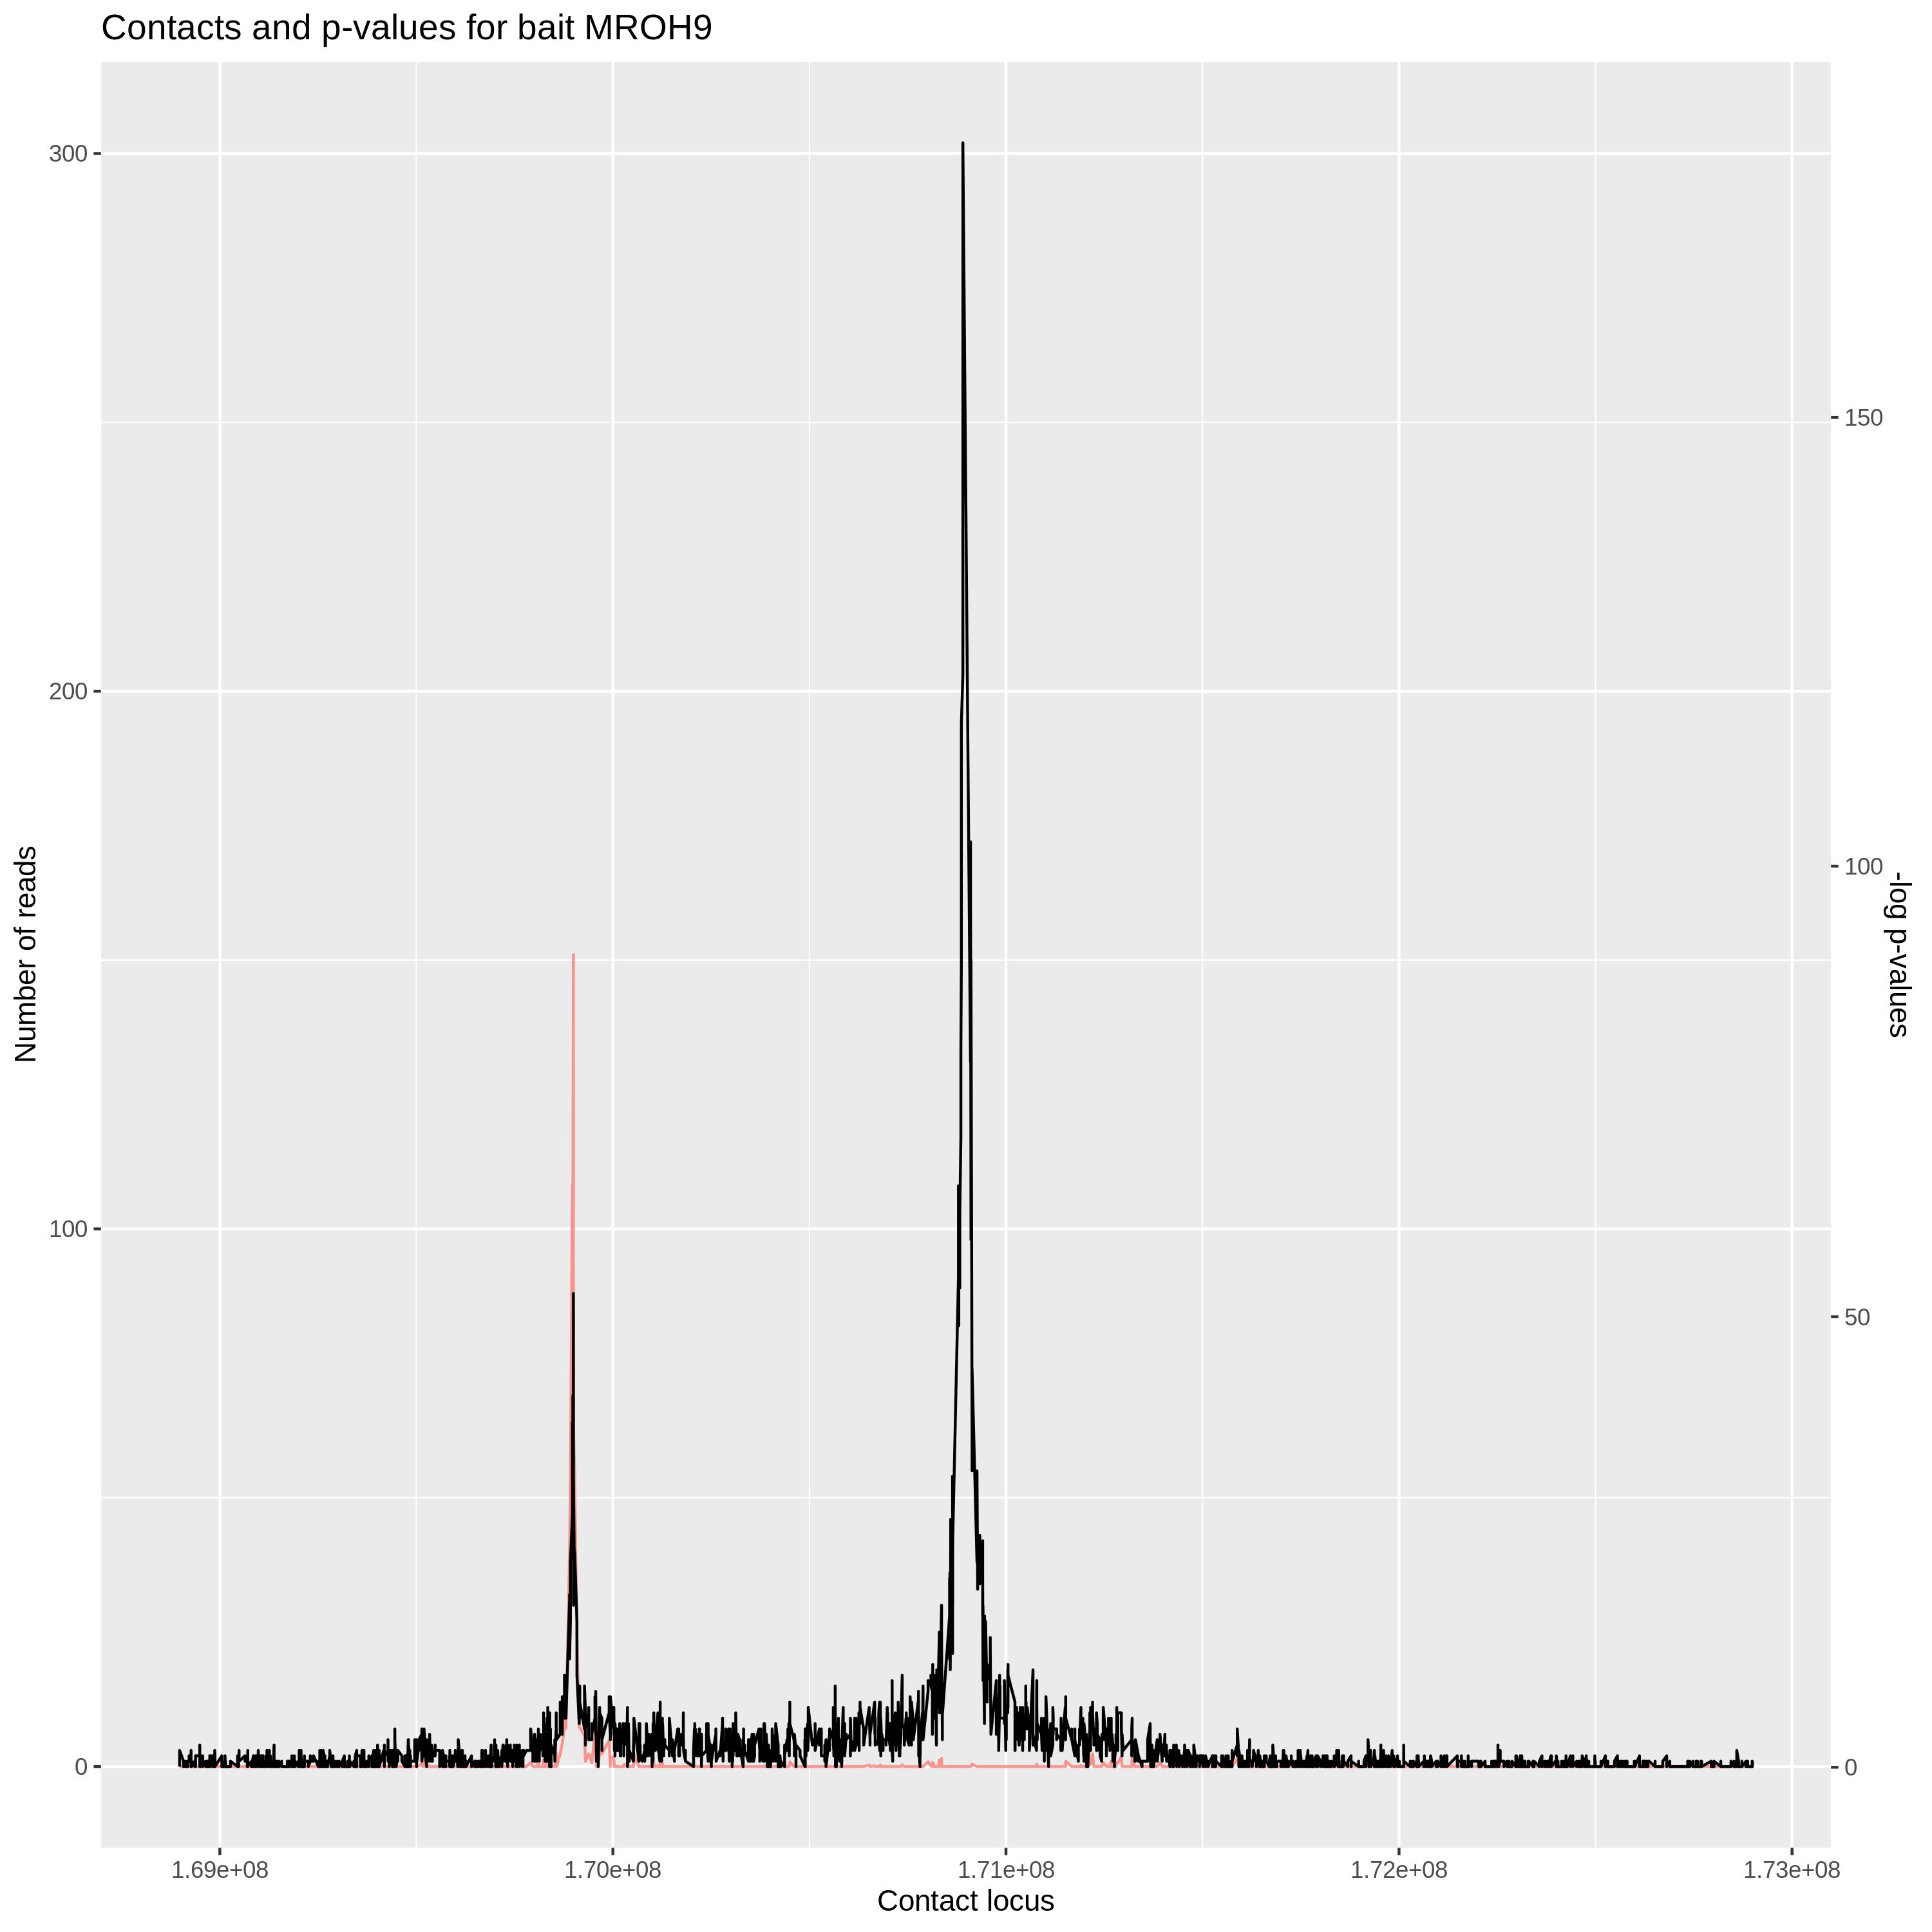 Contacts and p-values for bait MROH9
300
200
100
0
Number of reads
150
100
50
0
-log p-values
1.69e+08
1.70e+08
1.71e+08
1.72e+08
1.73e+08
Contact locus